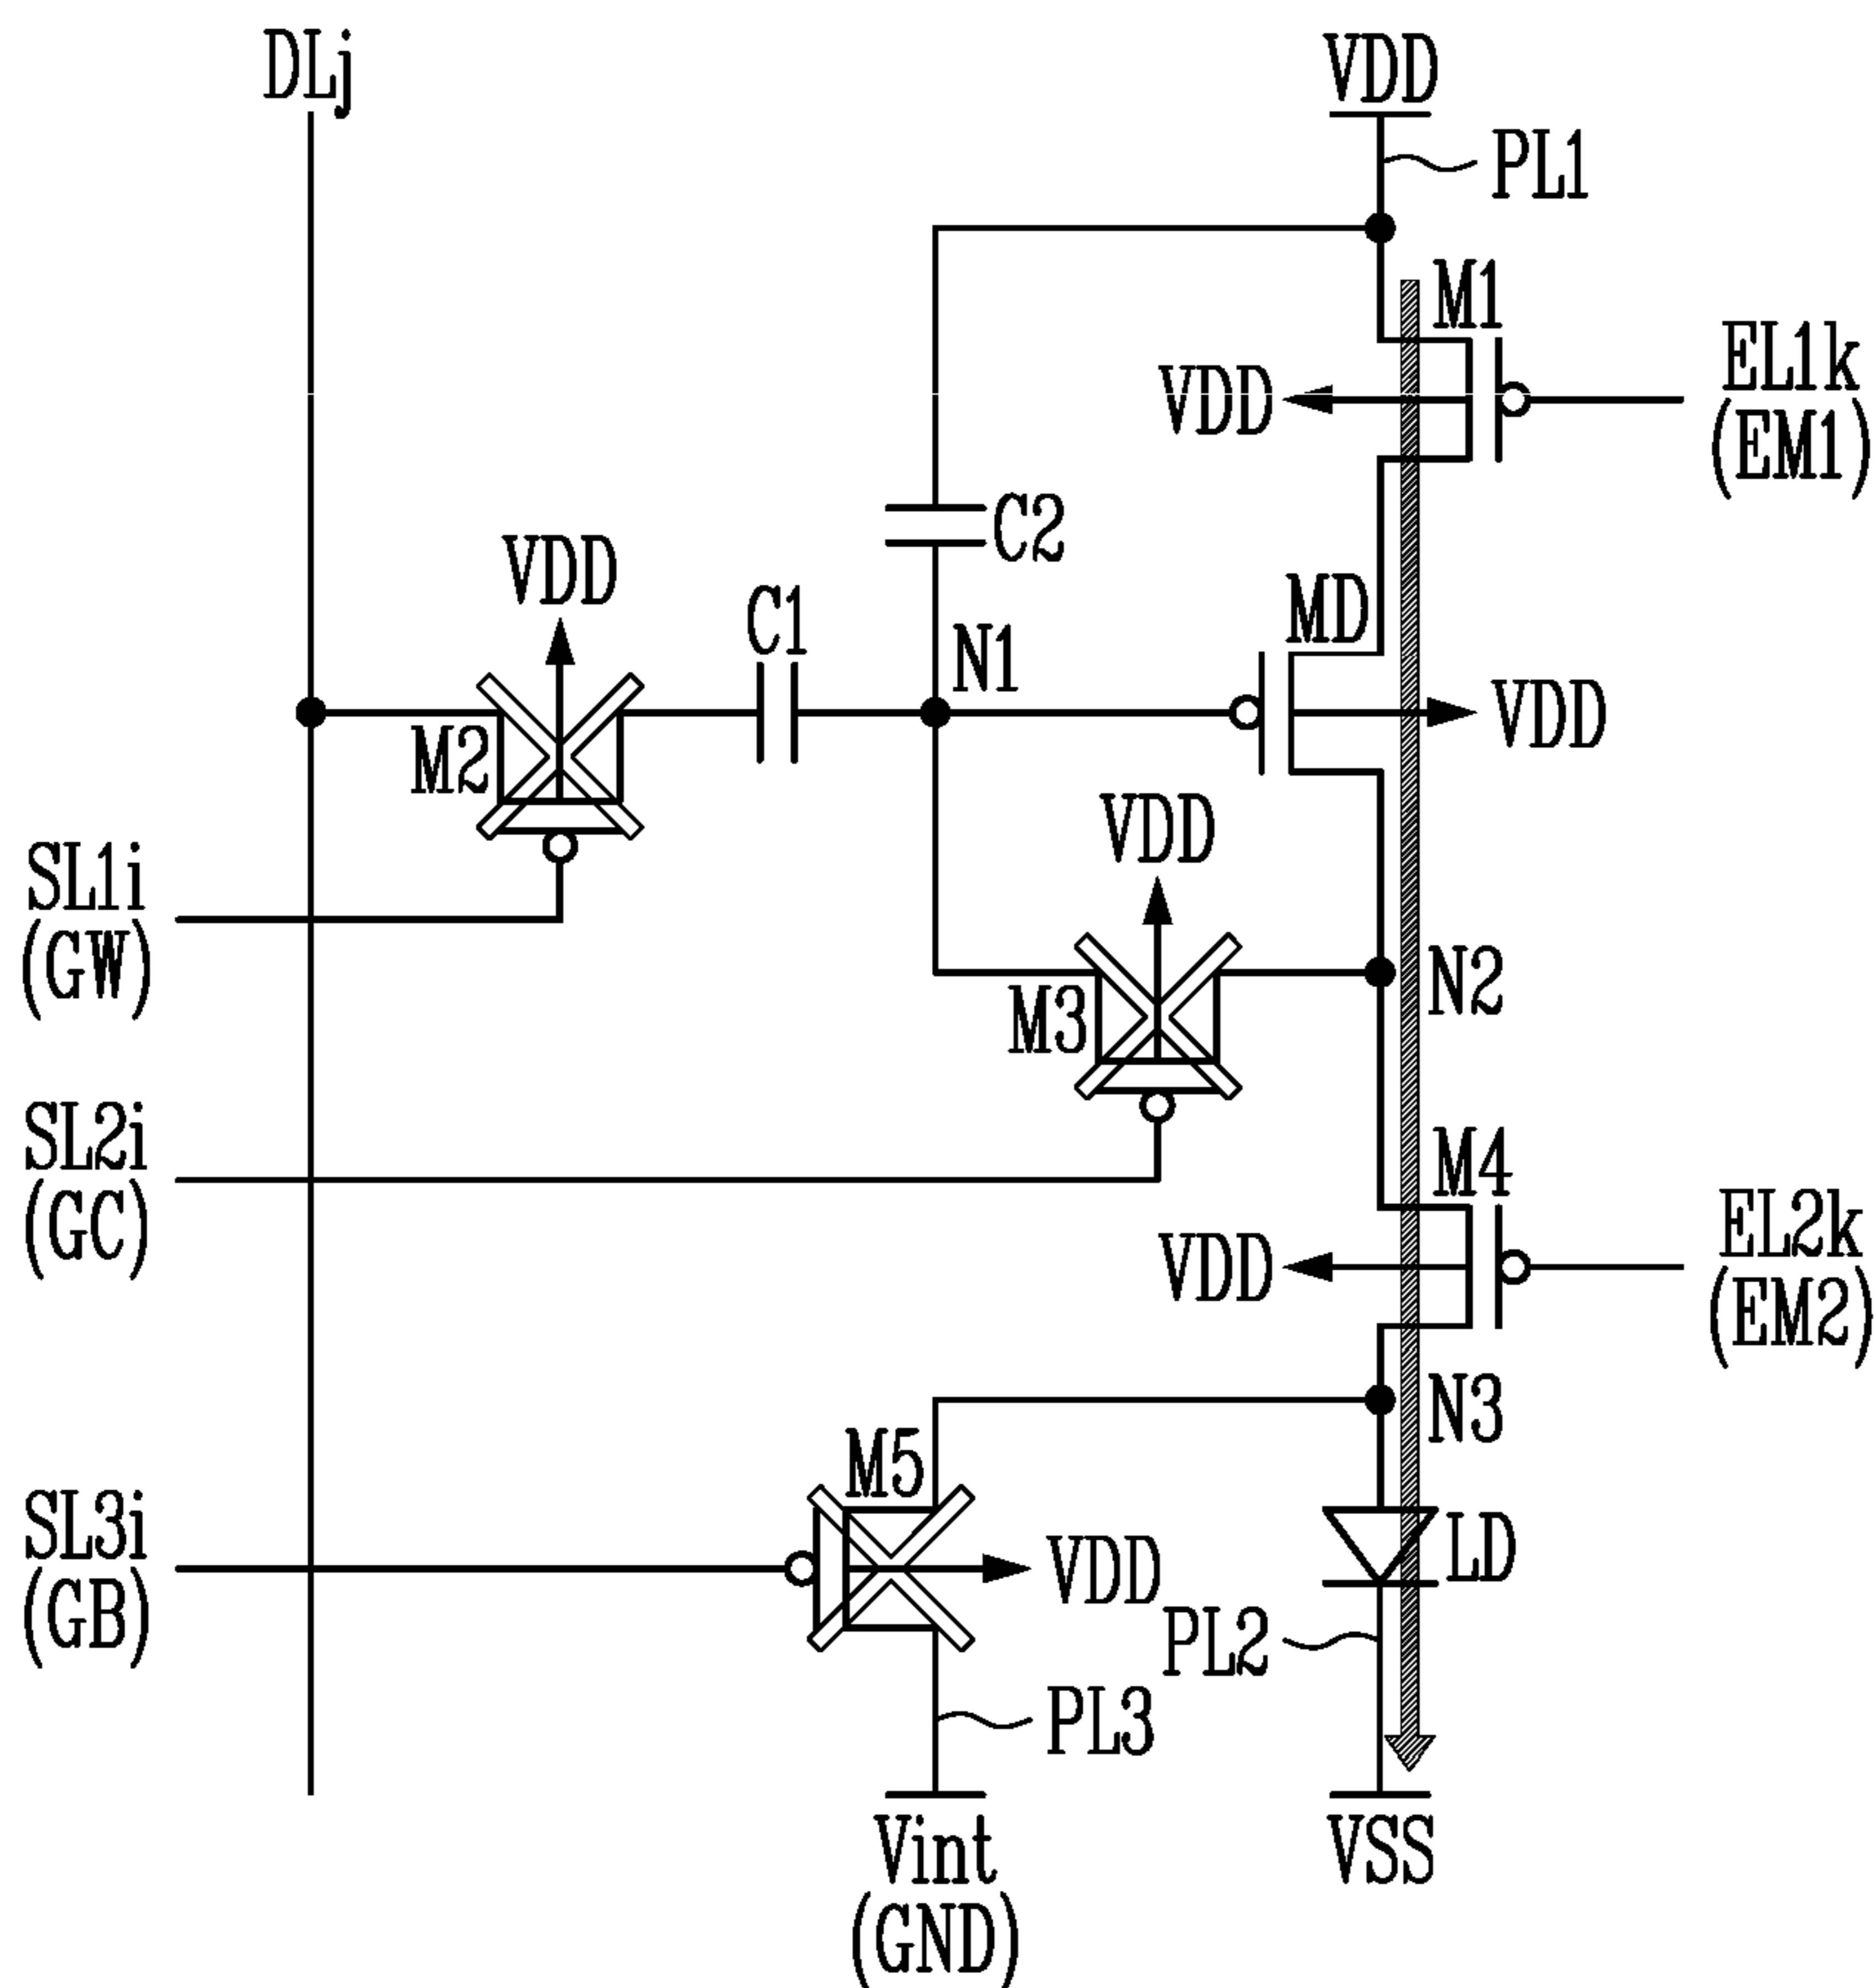 DLj
VDD
PL1
M1
EL1k
(EM1)
VDD
C2
VDD
C1
MD
N1
VDD
M2
VDD
SL1i
(GW)
N2
M3
SL2i
(GC)
M4
EL2k
(EM2)
VDD
N3
M5
SL3i
(GB)
LD
VDD
PL2
PL3
Vint
(GND)
VSS